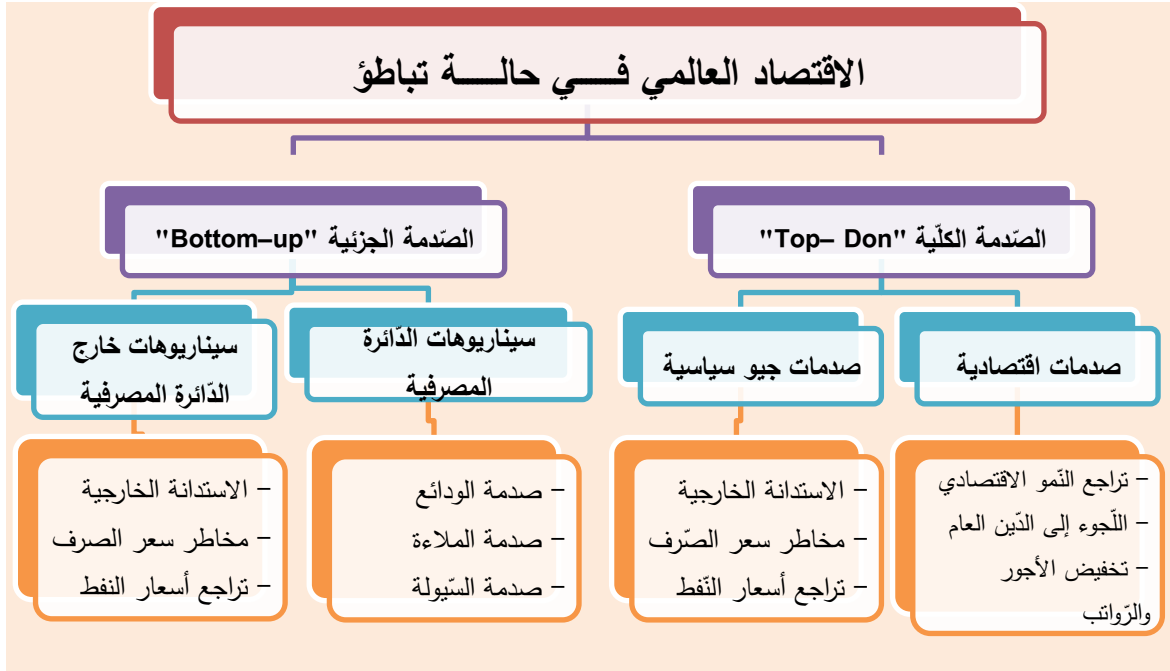 الاقتصاد العالمي فــــي حالــــة تباطؤ
الصّدمة الكلّية "Top– Don"
الصّدمة الجزئية "Bottom–up"
صدمات اقتصادية
صدمات جيو سياسية
سيناريوهات الدّائرة
المصرفية
سيناريوهات خارج
الدّائرة المصرفية
– تراجع النّمو الاقتصادي
– اللّجوء إلى الدّين العام
– تخفيض الأجور
والرّواتب
– الاستدانة الخارجية
– مخاطر سعر الصّرف
– تراجع أسعار النّفط
– صدمة الودائع
– صدمة الملاءة
– صدمة السّيولة
– الاستدانة الخارجية
– مخاطر سعر الصرف
– تراجع أسعار النفط